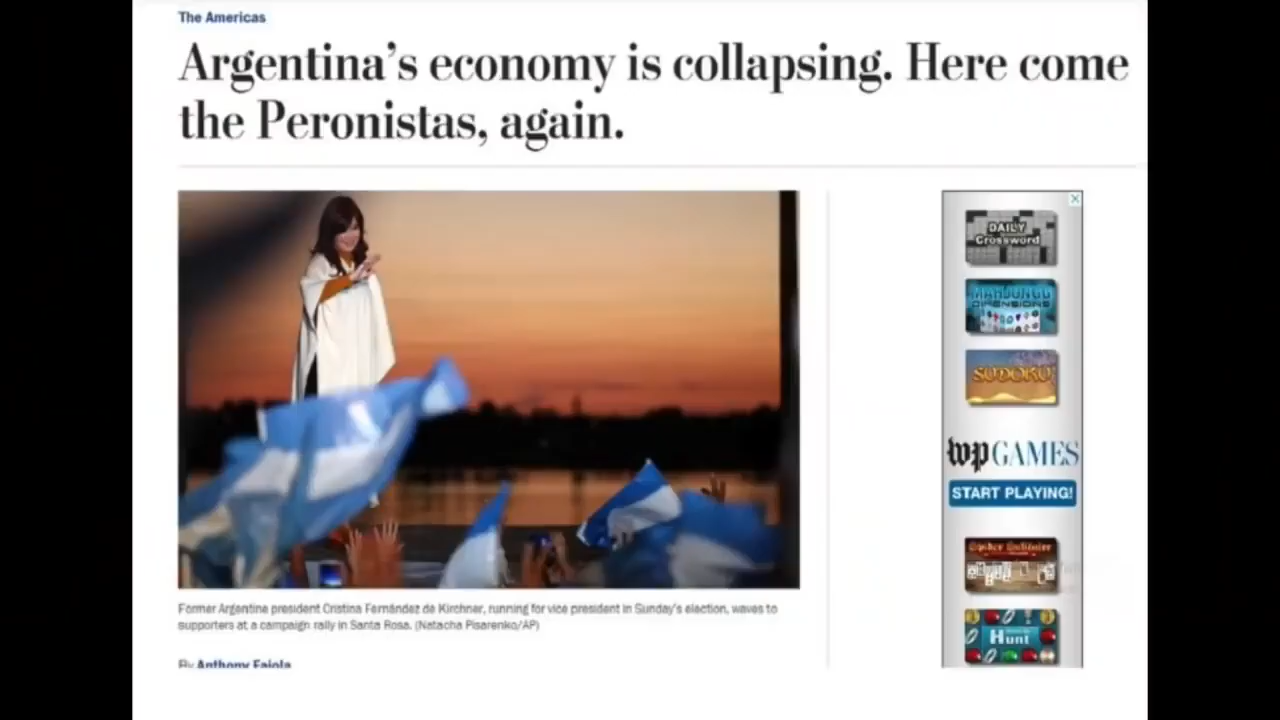 The Americas
Argentina's economy is collapsing. Here come
the Peronistas, again.
DAILY
Crossword
MAHJONGG
DIMENSIONS
SUDOKU
wp GAMES
START PLAYING!
Spider Solitaire
Hunt
Former Argentine president Cristina Fernández de Kirchner, running for vice president in Sunday's election, waves to
supporters at a campaign rally in Santa Rosa. (Natacha Pisarenko/AP)
By Anthony Faiola